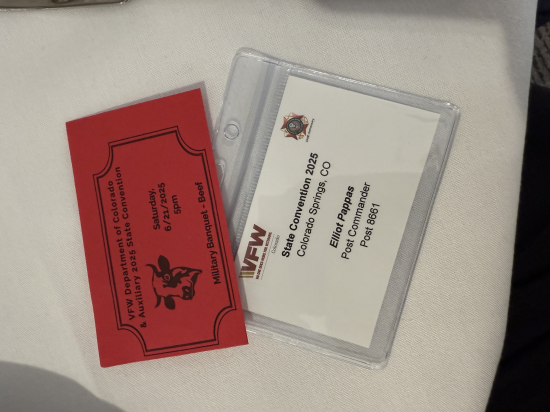 VFW Department of Colorado
& Auxiliary 2025 State Convention
Saturday,
6/21/2025
5pm
Military Banquet - Beef
VFW
Colorado
State Convention 2025
Colorado Springs, CO
Elliot Pappas
Post Commander
Post 8661